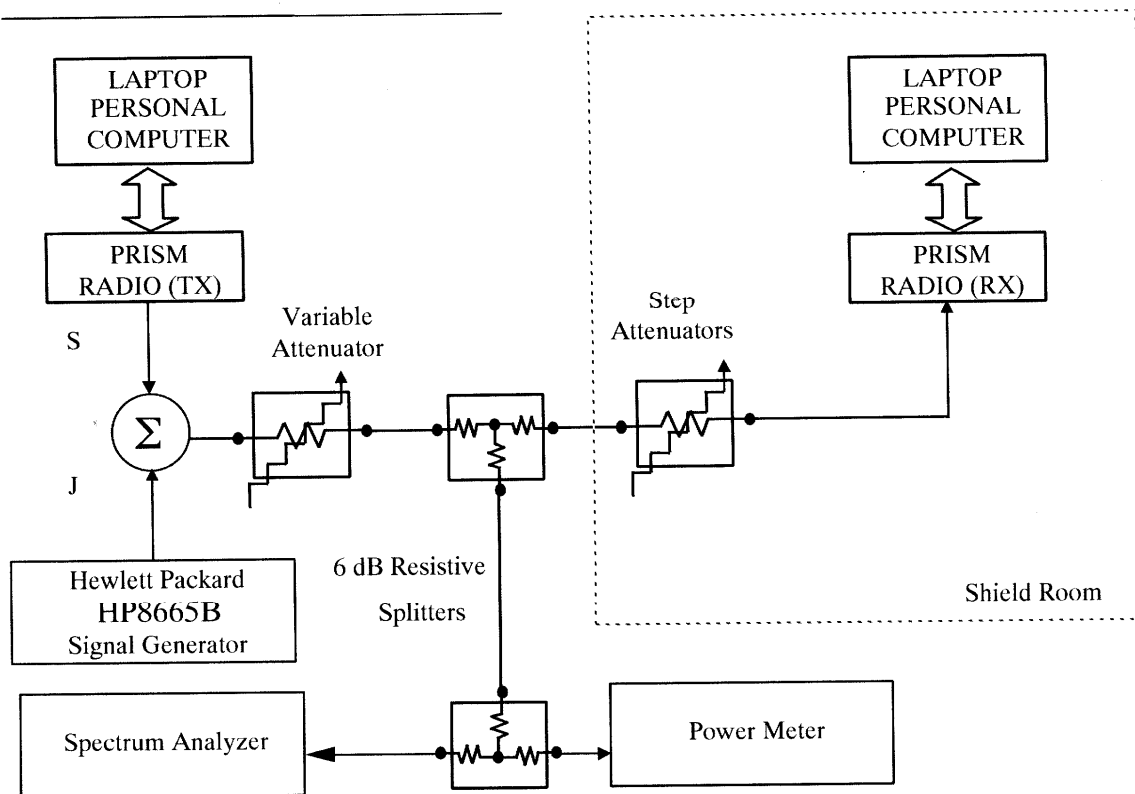 LAPTOP
PERSONAL
COMPUTER
LAPTOP
PERSONAL
COMPUTER
PRISM
RADIO (TX)
PRISM
RADIO (RX)
S
Variable
Attenuator
Step
Attenuators
Σ
J
Hewlett Packard
HP8665B
Signal Generator
6 dB Resistive
Splitters
Shield Room
Spectrum Analyzer
Power Meter